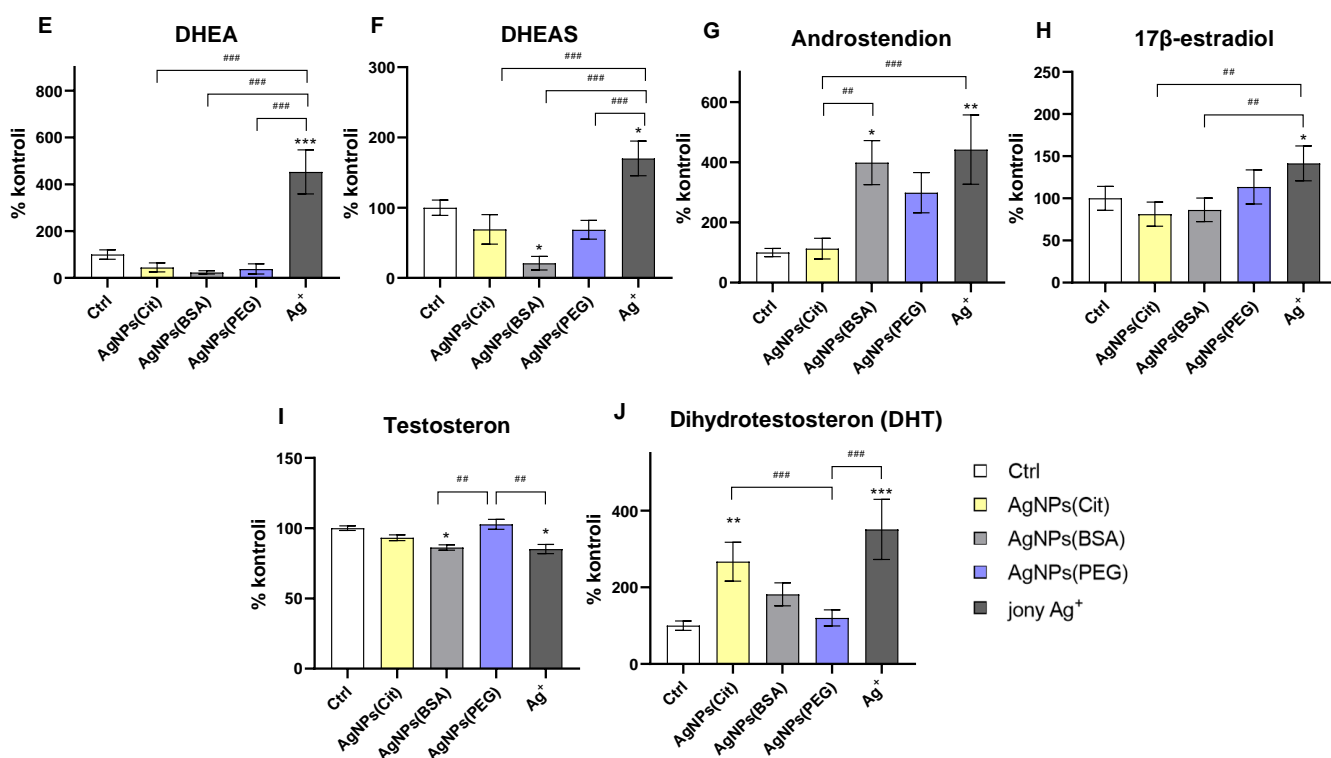 E
DHEA
% kontroli
800
600
400
200
0
###
###
###
***
Ctrl
AgNPs(Cit)
AgNPs(BSA)
AgNPs(PEG)
Ag+
F
DHEAS
% kontroli
300
200
100
0
###
###
###
*
*
Ctrl
AgNPs(Cit)
AgNPs(BSA)
AgNPs(PEG)
Ag+
G
Androstendion
% kontroli
600
400
200
0
###
##
*
**
Ctrl
AgNPs(Cit)
AgNPs(BSA)
AgNPs(PEG)
Ag+
H
17β-estradiol
% kontroli
250
200
150
100
50
0
##
##
*
Ctrl
AgNPs(Cit)
AgNPs(BSA)
AgNPs(PEG)
Ag+
I
Testosteron
% kontroli
150
100
50
0
##
##
*
*
Ctrl
AgNPs(Cit)
AgNPs(BSA)
AgNPs(PEG)
Ag+
J
Dihydrotestosteron (DHT)
% kontroli
400
200
0
###
###
**
***
Ctrl
AgNPs(Cit)
AgNPs(BSA)
AgNPs(PEG)
Ag+
Ctrl
AgNPs(Cit)
AgNPs(BSA)
AgNPs(PEG)
jony Ag+